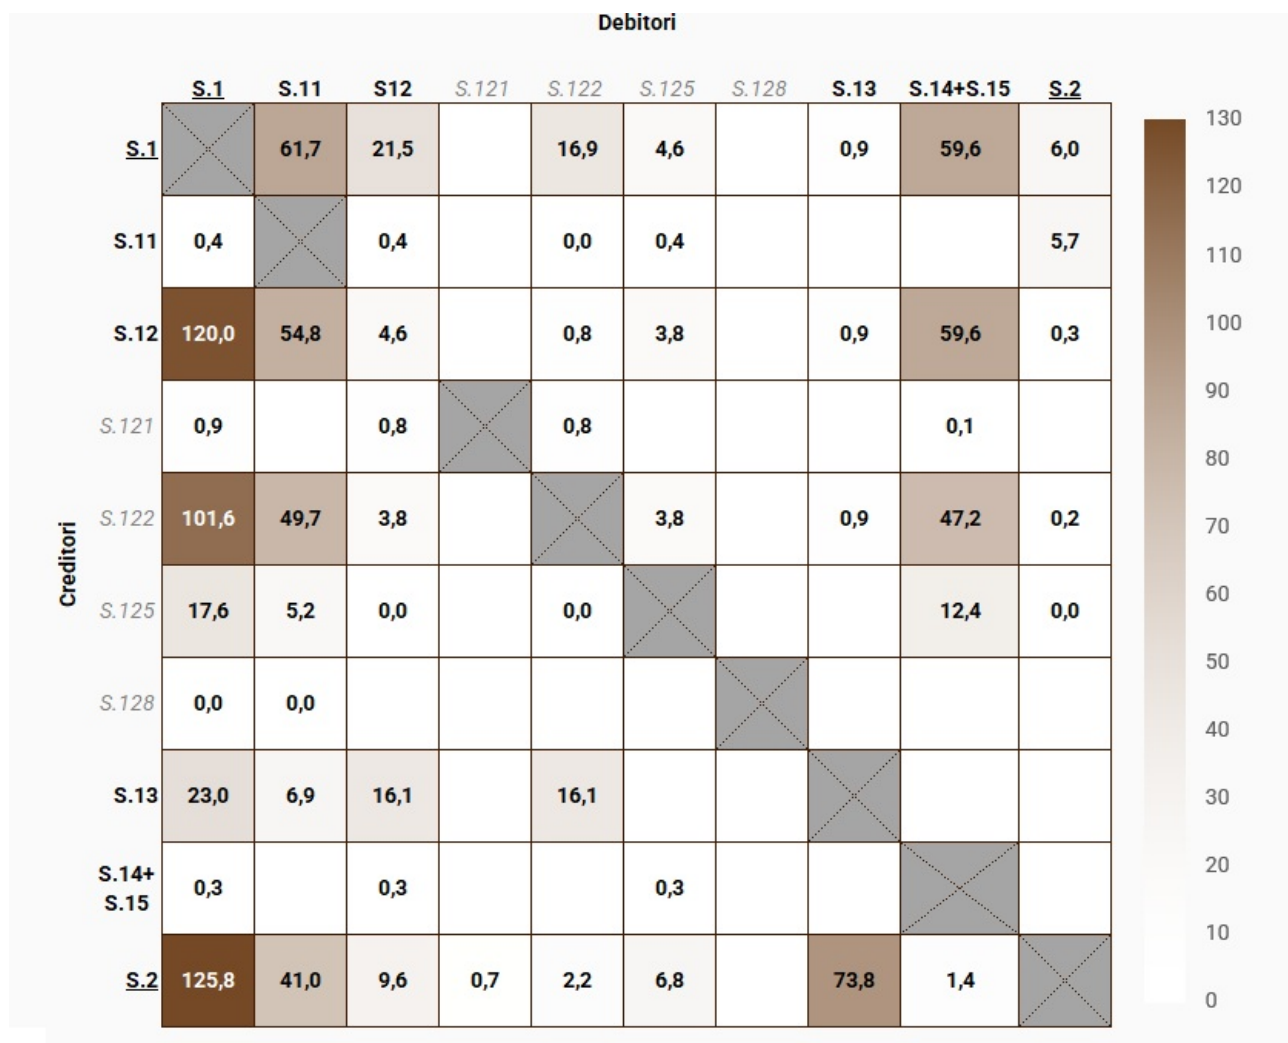 Debitori
S.1 S.11 S12 S.121 S.122 S.125 S.128 S.13 S.14+S.15 S.2
S.1 61,7 21,5 16,9 4,6 0,9 59,6 6,0
S.11 0,4 0,4 0,0 0,4 5,7
S.12 120,0 54,8 4,6 0,8 3,8 0,9 59,6 0,3
S.121 0,9 0,8 0,8 0,1
S.122 101,6 49,7 3,8 3,8 0,9 47,2 0,2
S.125 17,6 5,2 0,0 0,0 12,4 0,0
S.128 0,0 0,0
S.13 23,0 6,9 16,1 16,1
S.14+
S.15 0,3 0,3 0,3
S.2 125,8 41,0 9,6 0,7 2,2 6,8 73,8 1,4
Creditori
130
120
110
100
90
80
70
60
50
40
30
20
10
0